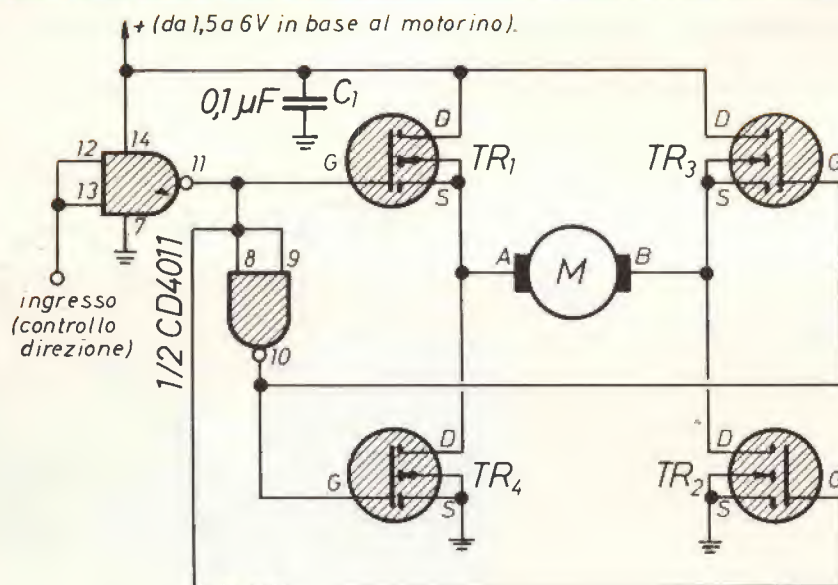 + (da 1,5 a 6V in base al motorino).
0,1 µF
C1
D
14
12
11
G
TR1
TR3
G
13
S
S
7
8
9
A
M
B
ingresso
(controllo
direzione)
1/2 CD4011
10
D
D
G
TR4
TR2
G
S
S